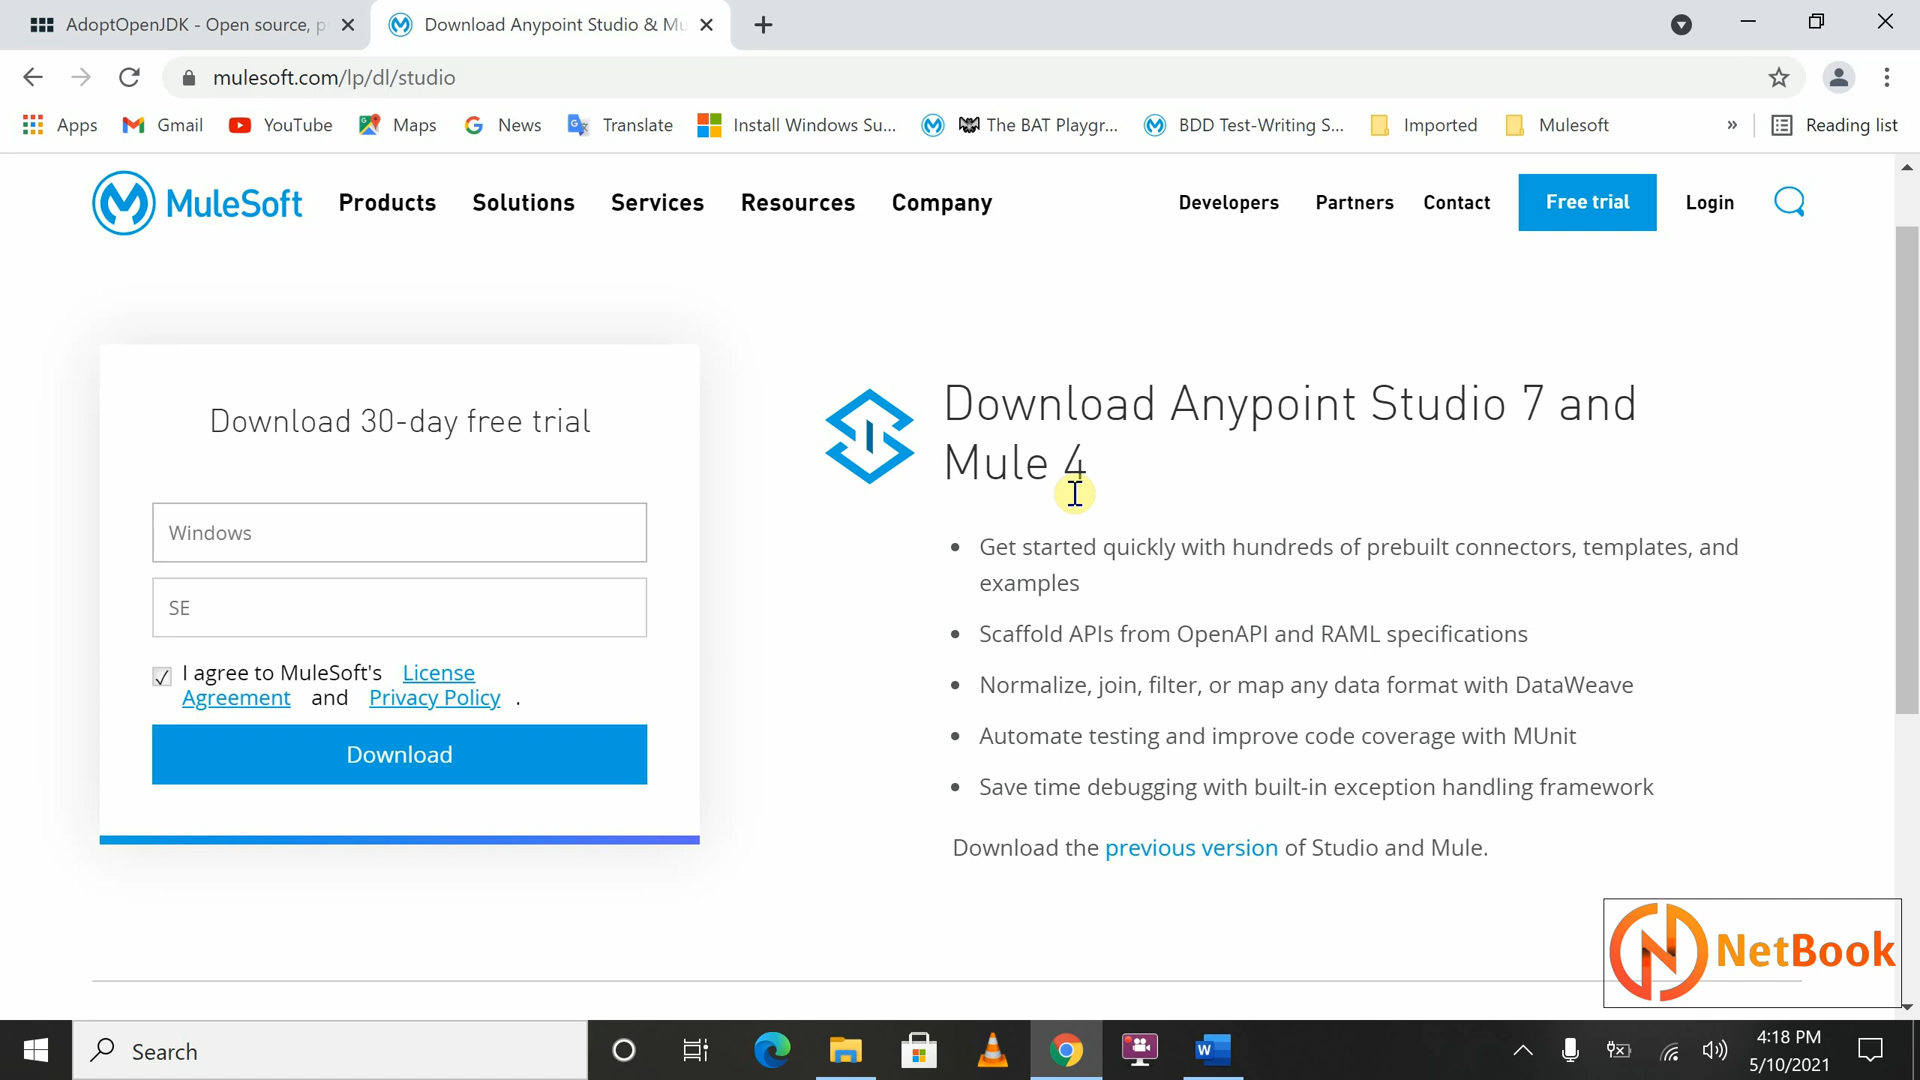 AdoptOpenJDK - Open source, p
Download Anypoint Studio & Mu
mulesoft.com/lp/dl/studio
Apps
Gmail
YouTube
Maps
News
Translate
Install Windows Su...
The BAT Playgr...
BDD Test-Writing S...
Imported
Mulesoft
»
Reading list
MuleSoft
Products
Solutions
Services
Resources
Company
Developers
Partners
Contact
Free trial
Login
Download 30-day free trial
Windows
SE
I agree to MuleSoft's License
Agreement and Privacy Policy .
Download
Download Anypoint Studio 7 and
Mule 4
• Get started quickly with hundreds of prebuilt connectors, templates, and
examples
• Scaffold APIs from OpenAPI and RAML specifications
• Normalize, join, filter, or map any data format with DataWeave
• Automate testing and improve code coverage with MUnit
• Save time debugging with built-in exception handling framework
Download the previous version of Studio and Mule.
NetBook
Search
4:18 PM
5/10/2021